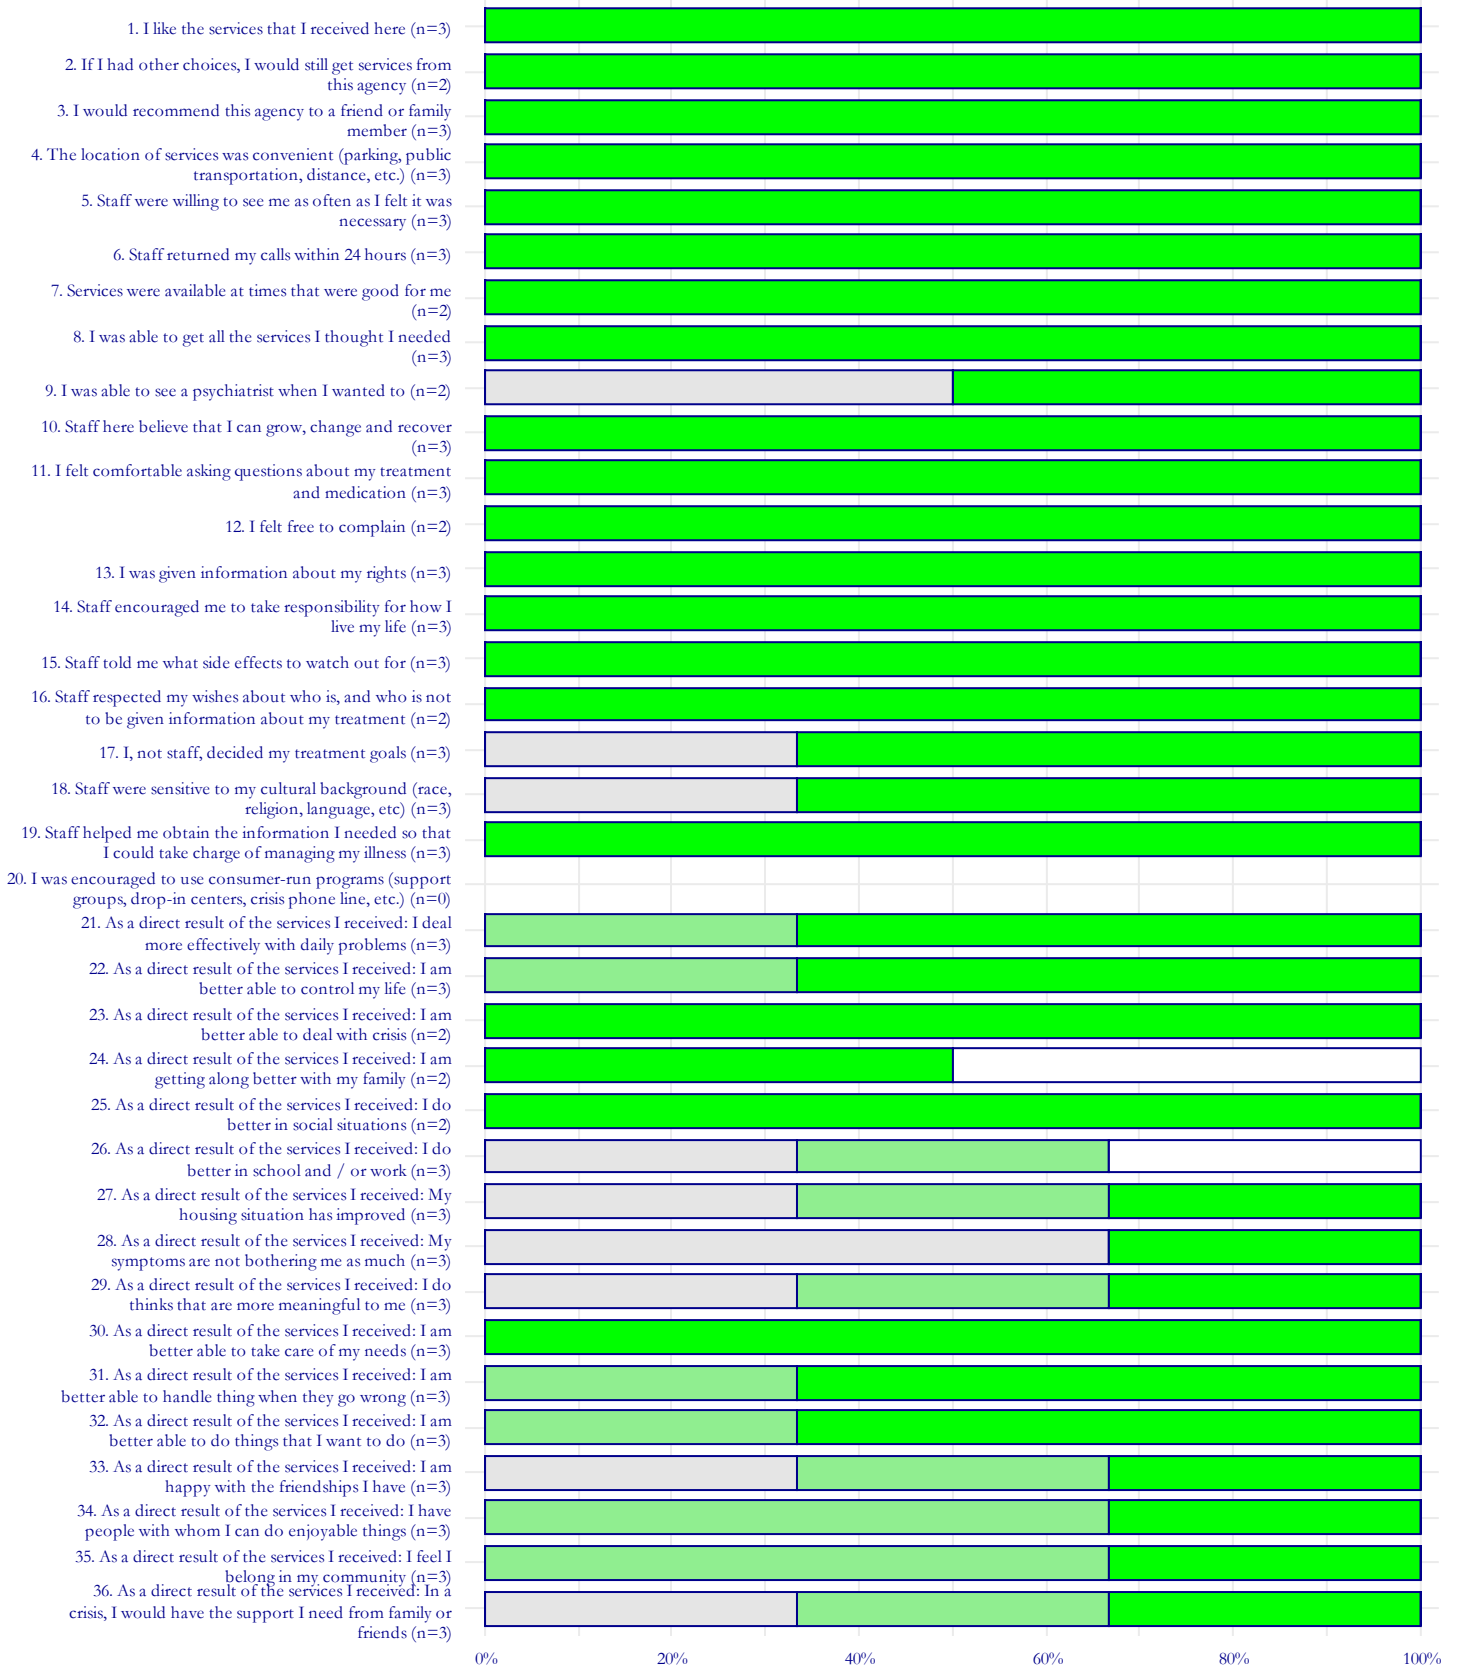 1. I like the services that I received here (n=3)
2. If I had other choices, I would still get services from
this agency (n=2)
3. I would recommend this agency to a friend or family
member (n=3)
4. The location of services was convenient (parking, public
transportation, distance, etc.) (n=3)
5. Staff were willing to see me as often as I felt it was
necessary (n=3)
6. Staff returned my calls within 24 hours (n=3)
7. Services were available at times that were good for me
(n=2)
8. I was able to get all the services I thought I needed
(n=3)
9. I was able to see a psychiatrist when I wanted to (n=2)
10. Staff here believe that I can grow, change and recover
(n=3)
11. I felt comfortable asking questions about my treatment
and medication (n=3)
12. I felt free to complain (n=2)
13. I was given information about my rights (n=3)
14. Staff encouraged me to take responsibility for how I
live my life (n=3)
15. Staff told me what side effects to watch out for (n=3)
16. Staff respected my wishes about who is, and who is not
to be given information about my treatment (n=2)
17. I, not staff, decided my treatment goals (n=3)
18. Staff were sensitive to my cultural background (race,
religion, language, etc) (n=3)
19. Staff helped me obtain the information I needed so that
I could take charge of managing my illness (n=3)
20. I was encouraged to use consumer-run programs (support
groups, drop-in centers, crisis phone line, etc.) (n=0)
21. As a direct result of the services I received: I deal
more effectively with daily problems (n=3)
22. As a direct result of the services I received: I am
better able to control my life (n=3)
23. As a direct result of the services I received: I am
better able to deal with crisis (n=2)
24. As a direct result of the services I received: I am
getting along better with my family (n=2)
25. As a direct result of the services I received: I do
better in social situations (n=2)
26. As a direct result of the services I received: I do
better in school and / or work (n=3)
27. As a direct result of the services I received: My
housing situation has improved (n=3)
28. As a direct result of the services I received: My
symptoms are not bothering me as much (n=3)
29. As a direct result of the services I received: I do
thinks that are more meaningful to me (n=3)
30. As a direct result of the services I received: I am
better able to take care of my needs (n=3)
31. As a direct result of the services I received: I am
better able to handle thing when they go wrong (n=3)
32. As a direct result of the services I received: I am
better able to do things that I want to do (n=3)
33. As a direct result of the services I received: I am
happy with the friendships I have (n=3)
34. As a direct result of the services I received: I have
people with whom I can do enjoyable things (n=3)
35. As a direct result of the services I received: I feel I
belong in my community (n=3)
36. As a direct result of the services I received: In a
crisis, I would have the support I need from family or
friends (n=3)
0% 20% 40% 60% 80% 100%